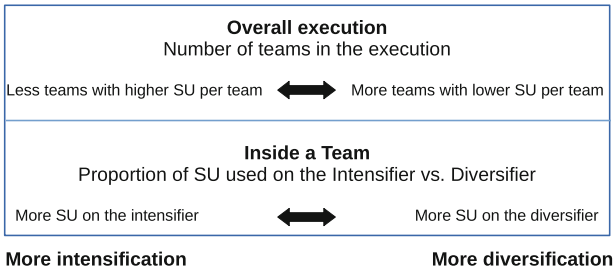 Overall execution
Number of teams in the execution
Less teams with higher SU per team
More teams with lower SU per team
Inside a Team
Proportion of SU used on the Intensifier vs. Diversifier
More SU on the intensifier
More SU on the diversifier
More intensification
More diversification